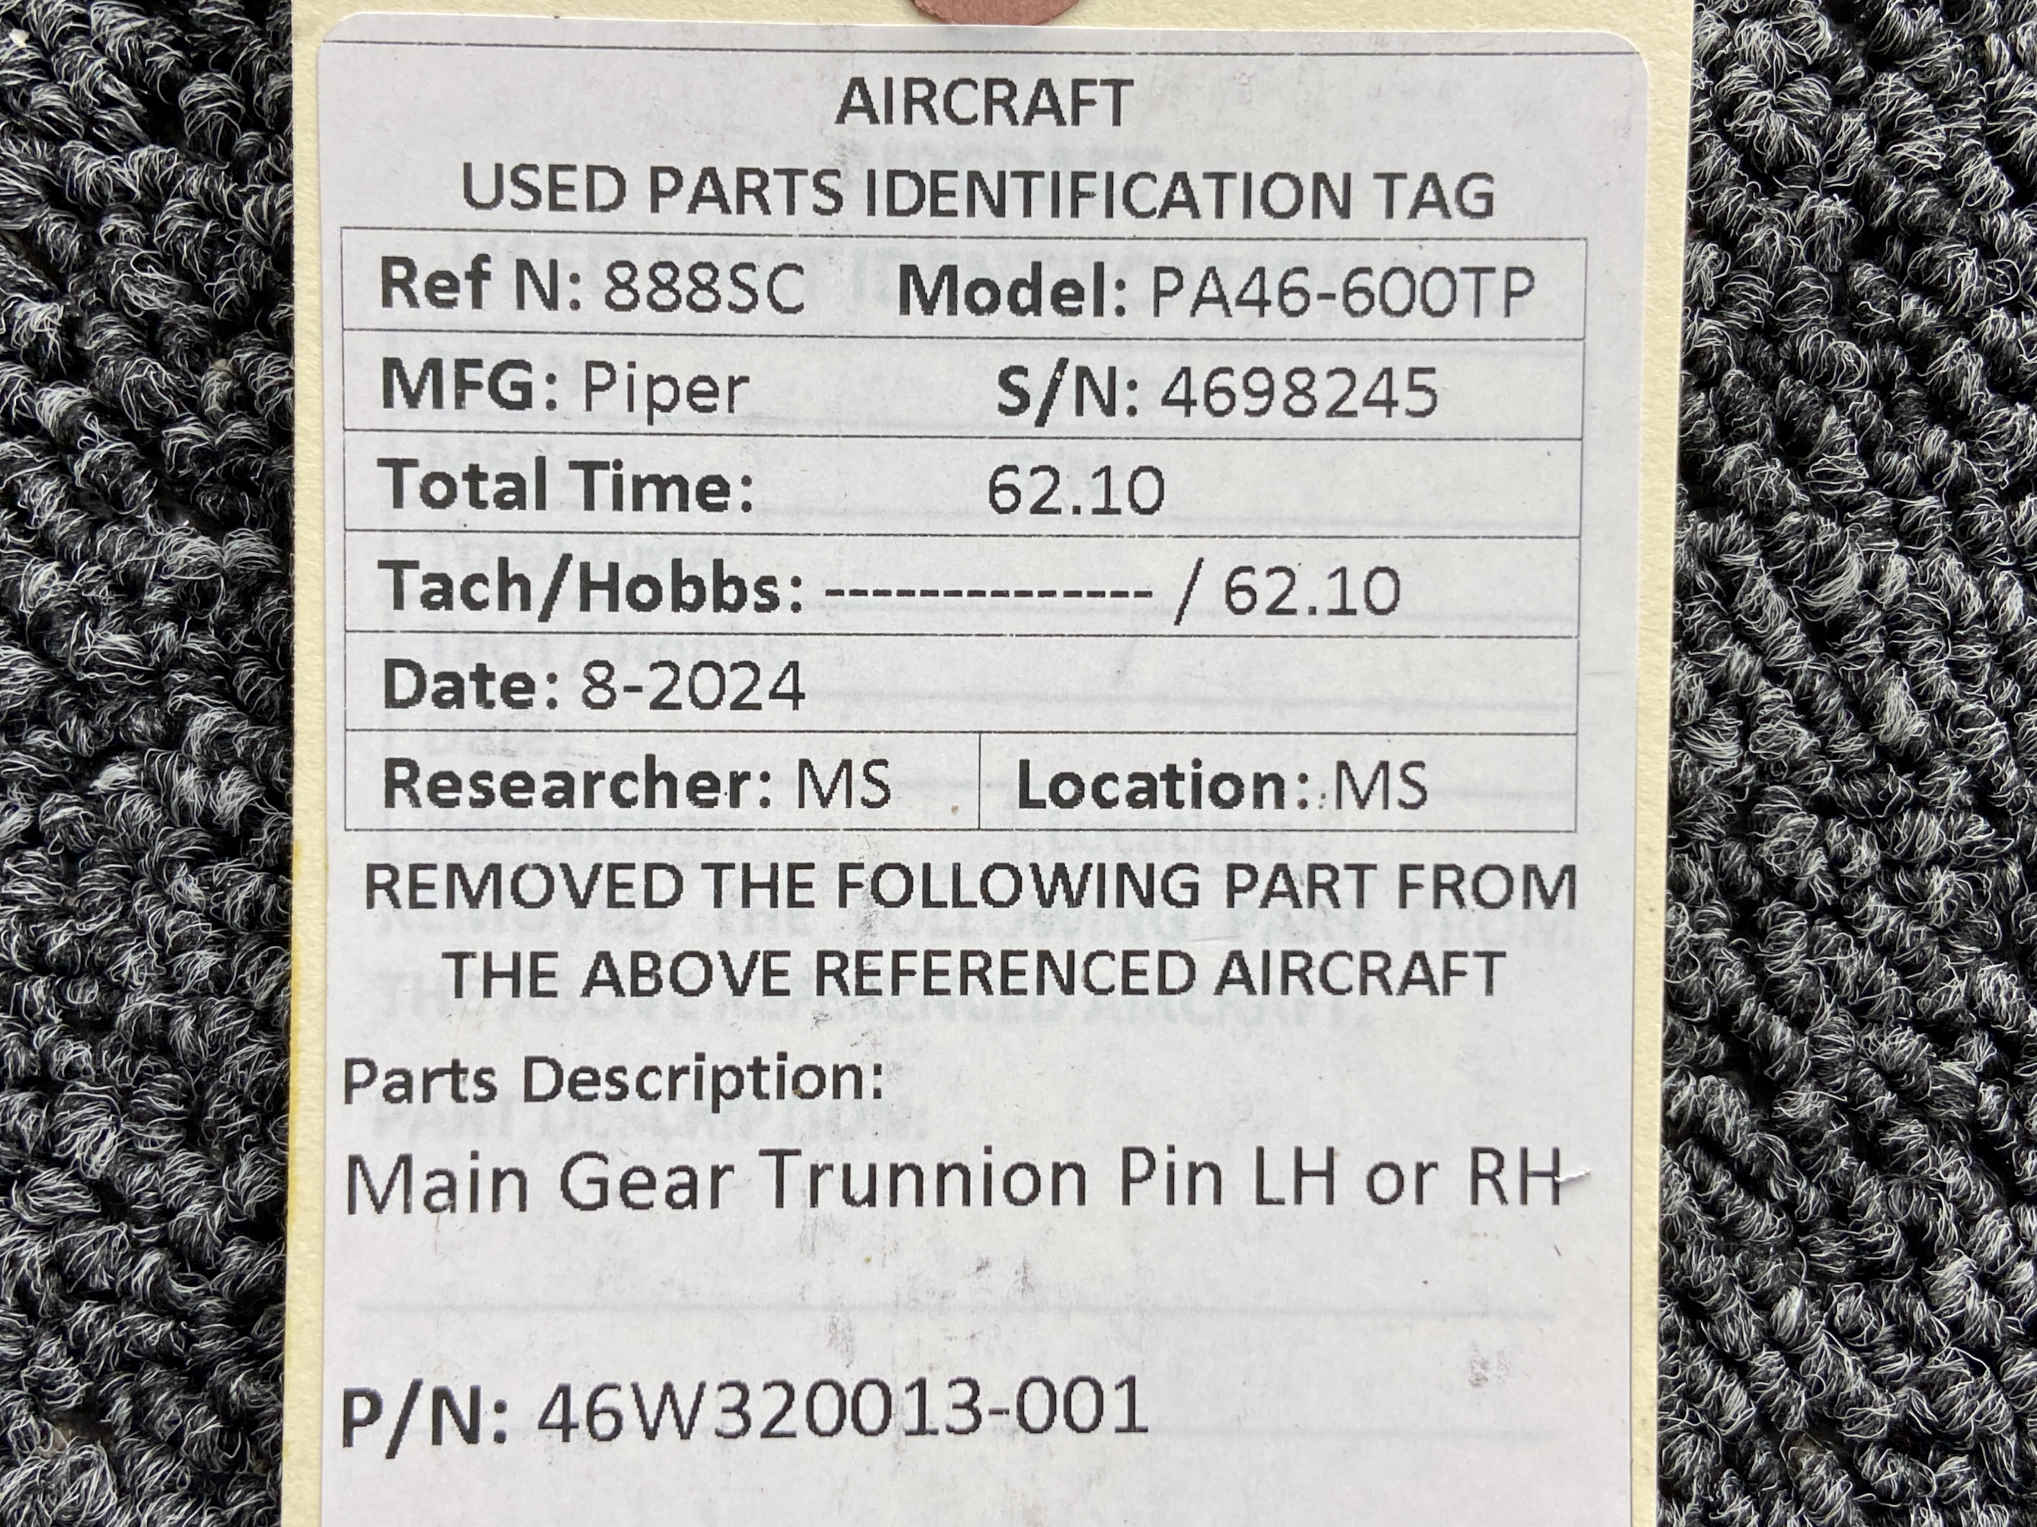 AIRCRAFT
USED PARTS IDENTIFICATION TAG
Ref N: 888SC Model: PA46-600TP
MFG: Piper S/N: 4698245
Total Time: 62.10
Tach/Hobbs: -------------- / 62.10
Date: 8-2024
Researcher: MS Location: MS
REMOVED THE FOLLOWING PART FROM
THE ABOVE REFERENCED AIRCRAFT
Parts Description:
Main Gear Trunnion Pin LH or RH
P/N: 46W320013-001